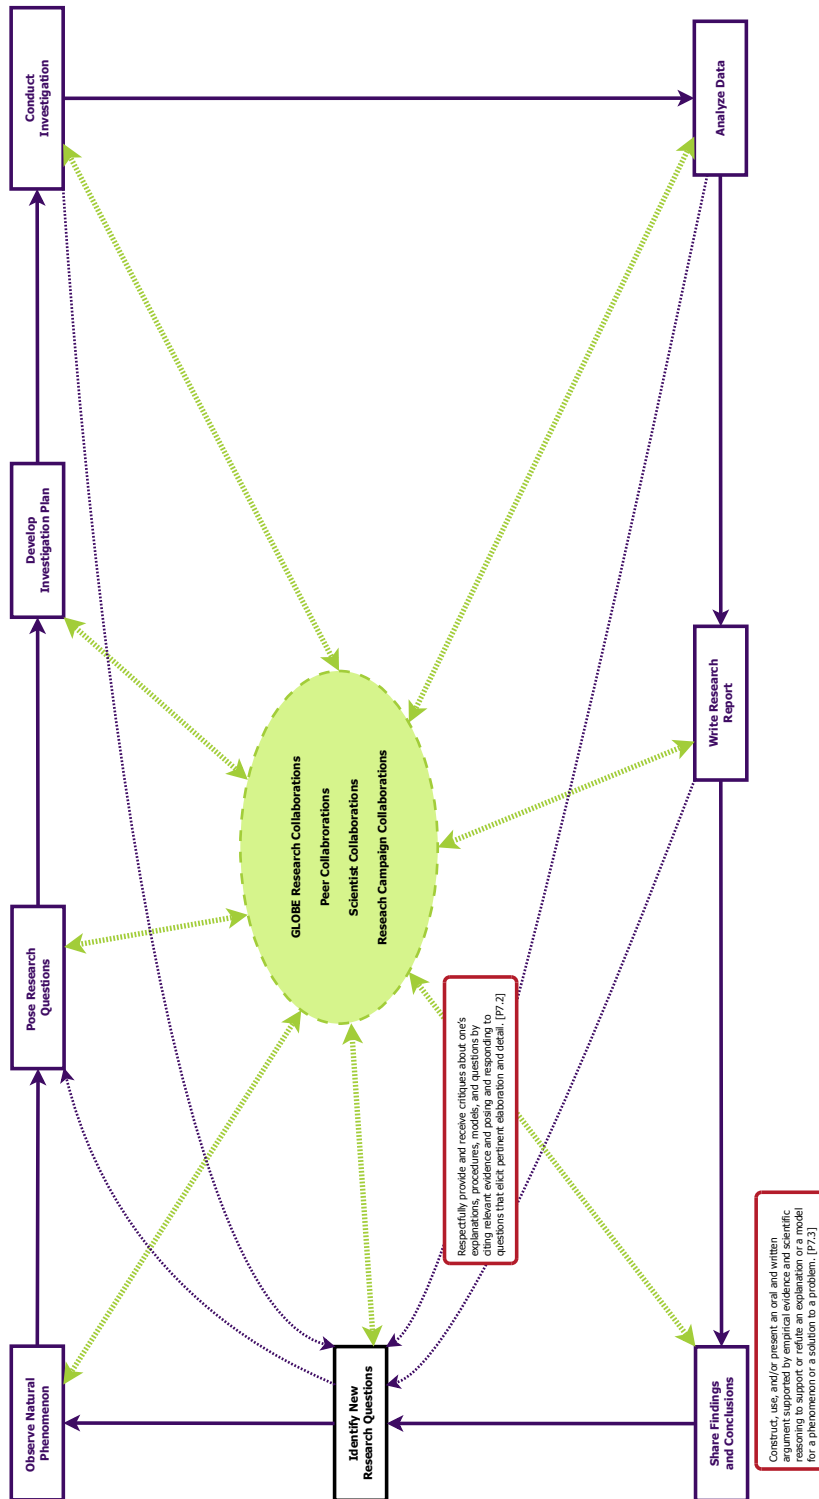 Observe Natural
Phenomenon
Pose Research
Questions
Develop
Investigation Plan
Conduct
Investigation
GLOBE Research Collaborations
Peer Collabrorations
Scientist Collaborations
Reseach Campaign Collaborations
Identify New
Research Questions
Respectfully provide and receive critiques about one's
explanations, procedures, models, and questions by
citing relevant evidence and posing and responding to
questions that elicit pertinent elaboration and detail. [P7.2]
Share Findings
and Conclusions
Write Research
Report
Analyze Data
Construct, use, and/or present an oral and written
argument supported by empirical evidence and scientific
reasoning to support or refute an explanation or a model
for a phenomenon or a solution to a problem. [P7.3]